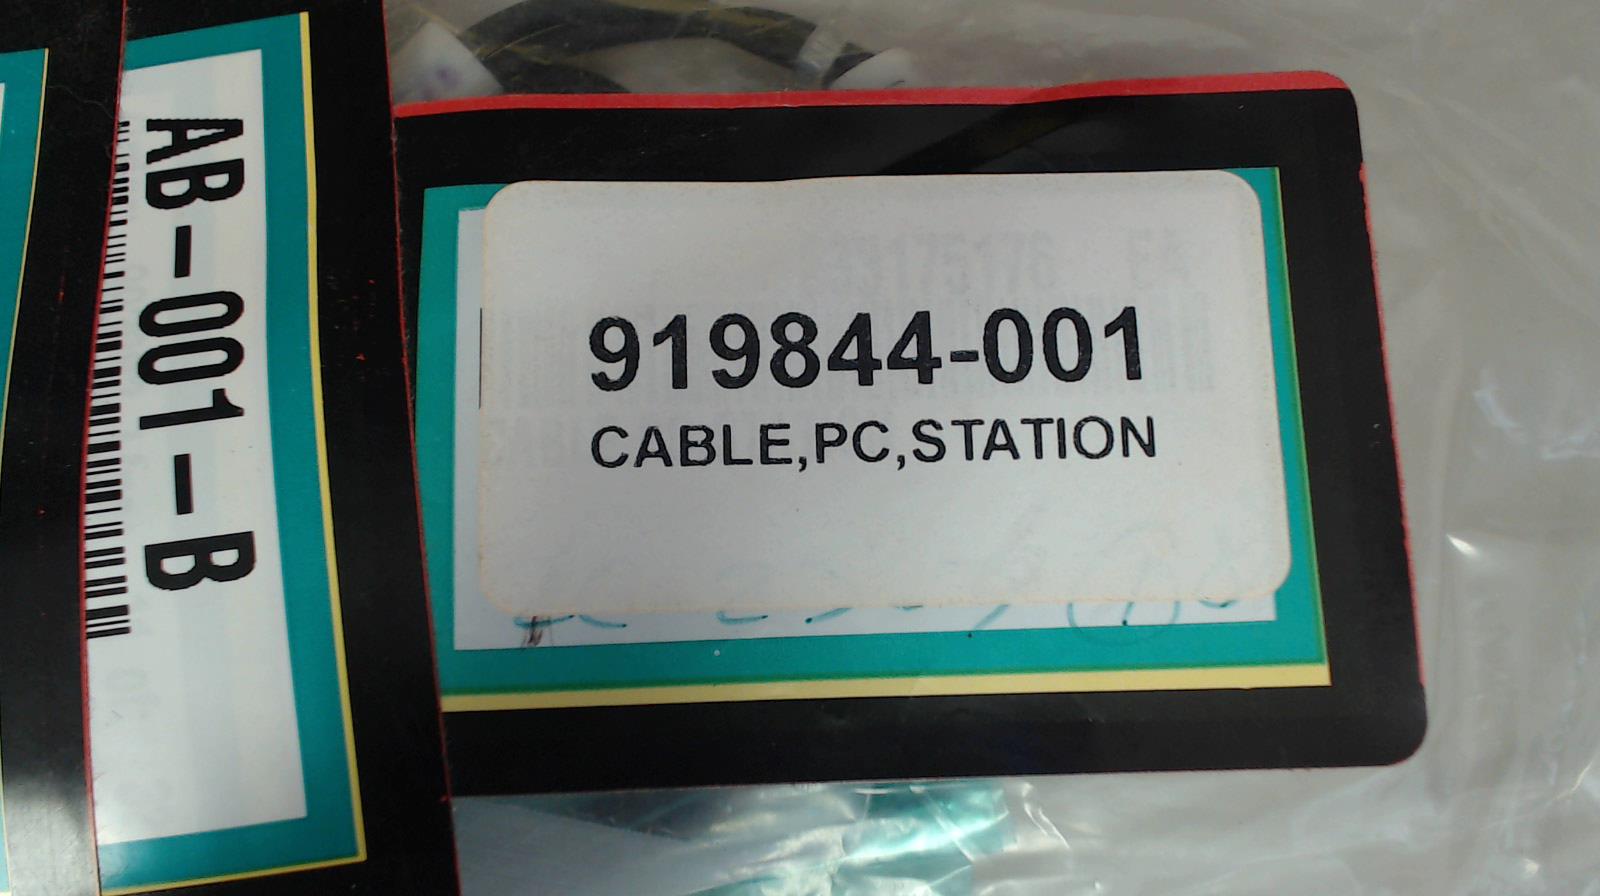 AB-001-B
919844-001
CABLE,PC,STATION